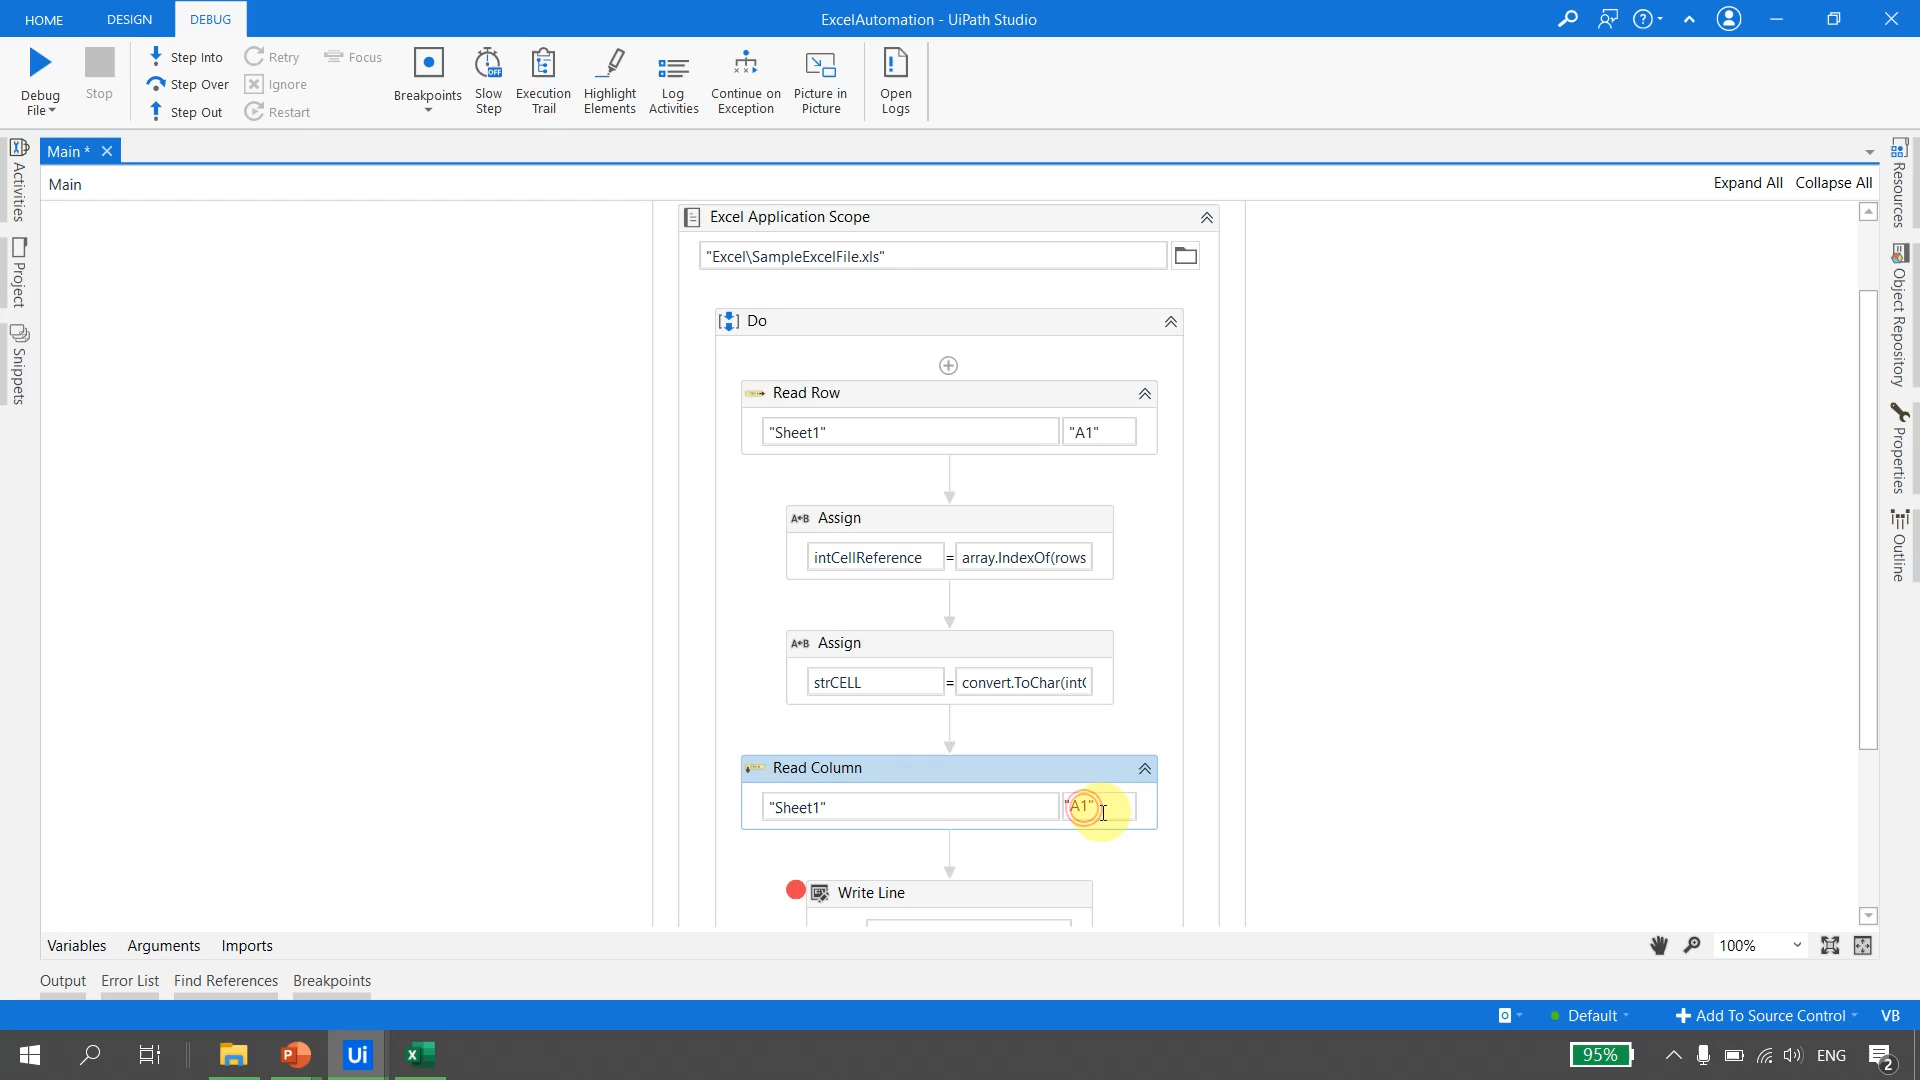 HOME
DESIGN
DEBUG
ExcelAutomation - UiPath Studio
Debug
File
Stop
Step Into
Step Over
Step Out
Retry
Ignore
Restart
Focus
Breakpoints
Slow
Step
OFF
Execution
Trail
Highlight
Elements
Log
Activities
Continue on
Exception
Picture in
Picture
Open
Logs
Main *
Main
Expand All
Collapse All
Activities
Project
Snippets
Resources
Object Repository
Properties
Outline
Excel Application Scope
"Excel\SampleExcelFile.xls"
Do
Read Row
"Sheet1"
"A1"
A+B Assign
intCellReference
=
array.IndexOf(rows
A+B Assign
strCELL
=
convert.ToChar(int
Read Column
"Sheet1"
"A1"
Write Line
Variables
Arguments
Imports
100%
Output
Error List
Find References
Breakpoints
Default
Add To Source Control
VB
P
Ui
X
95%
ENG
2